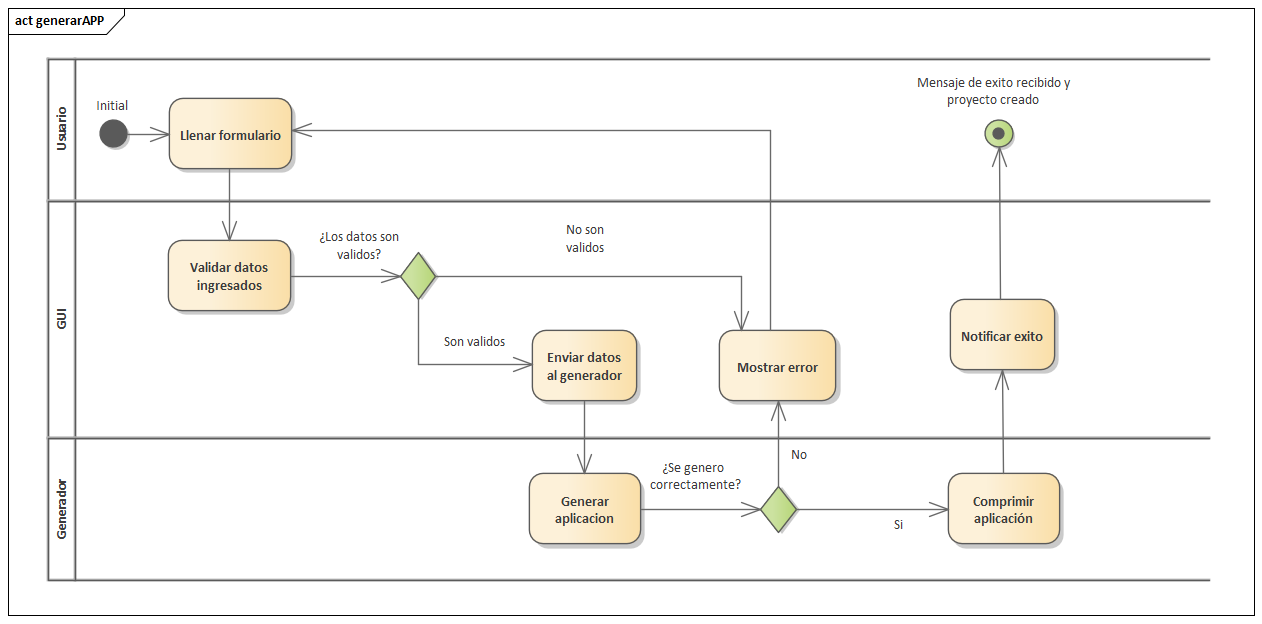 act generarAPP
Usuario
Initial
Llenar formulario
Mensaje de exito recibido y
proyecto creado
GUI
Validar datos
ingresados
¿Los datos son
validos?
No son
validos
Son validos
Enviar datos
al generador
Mostrar error
Notificar exito
Generador
Generar
aplicacion
¿Se genero
correctamente?
No
Si
Comprimir
aplicación